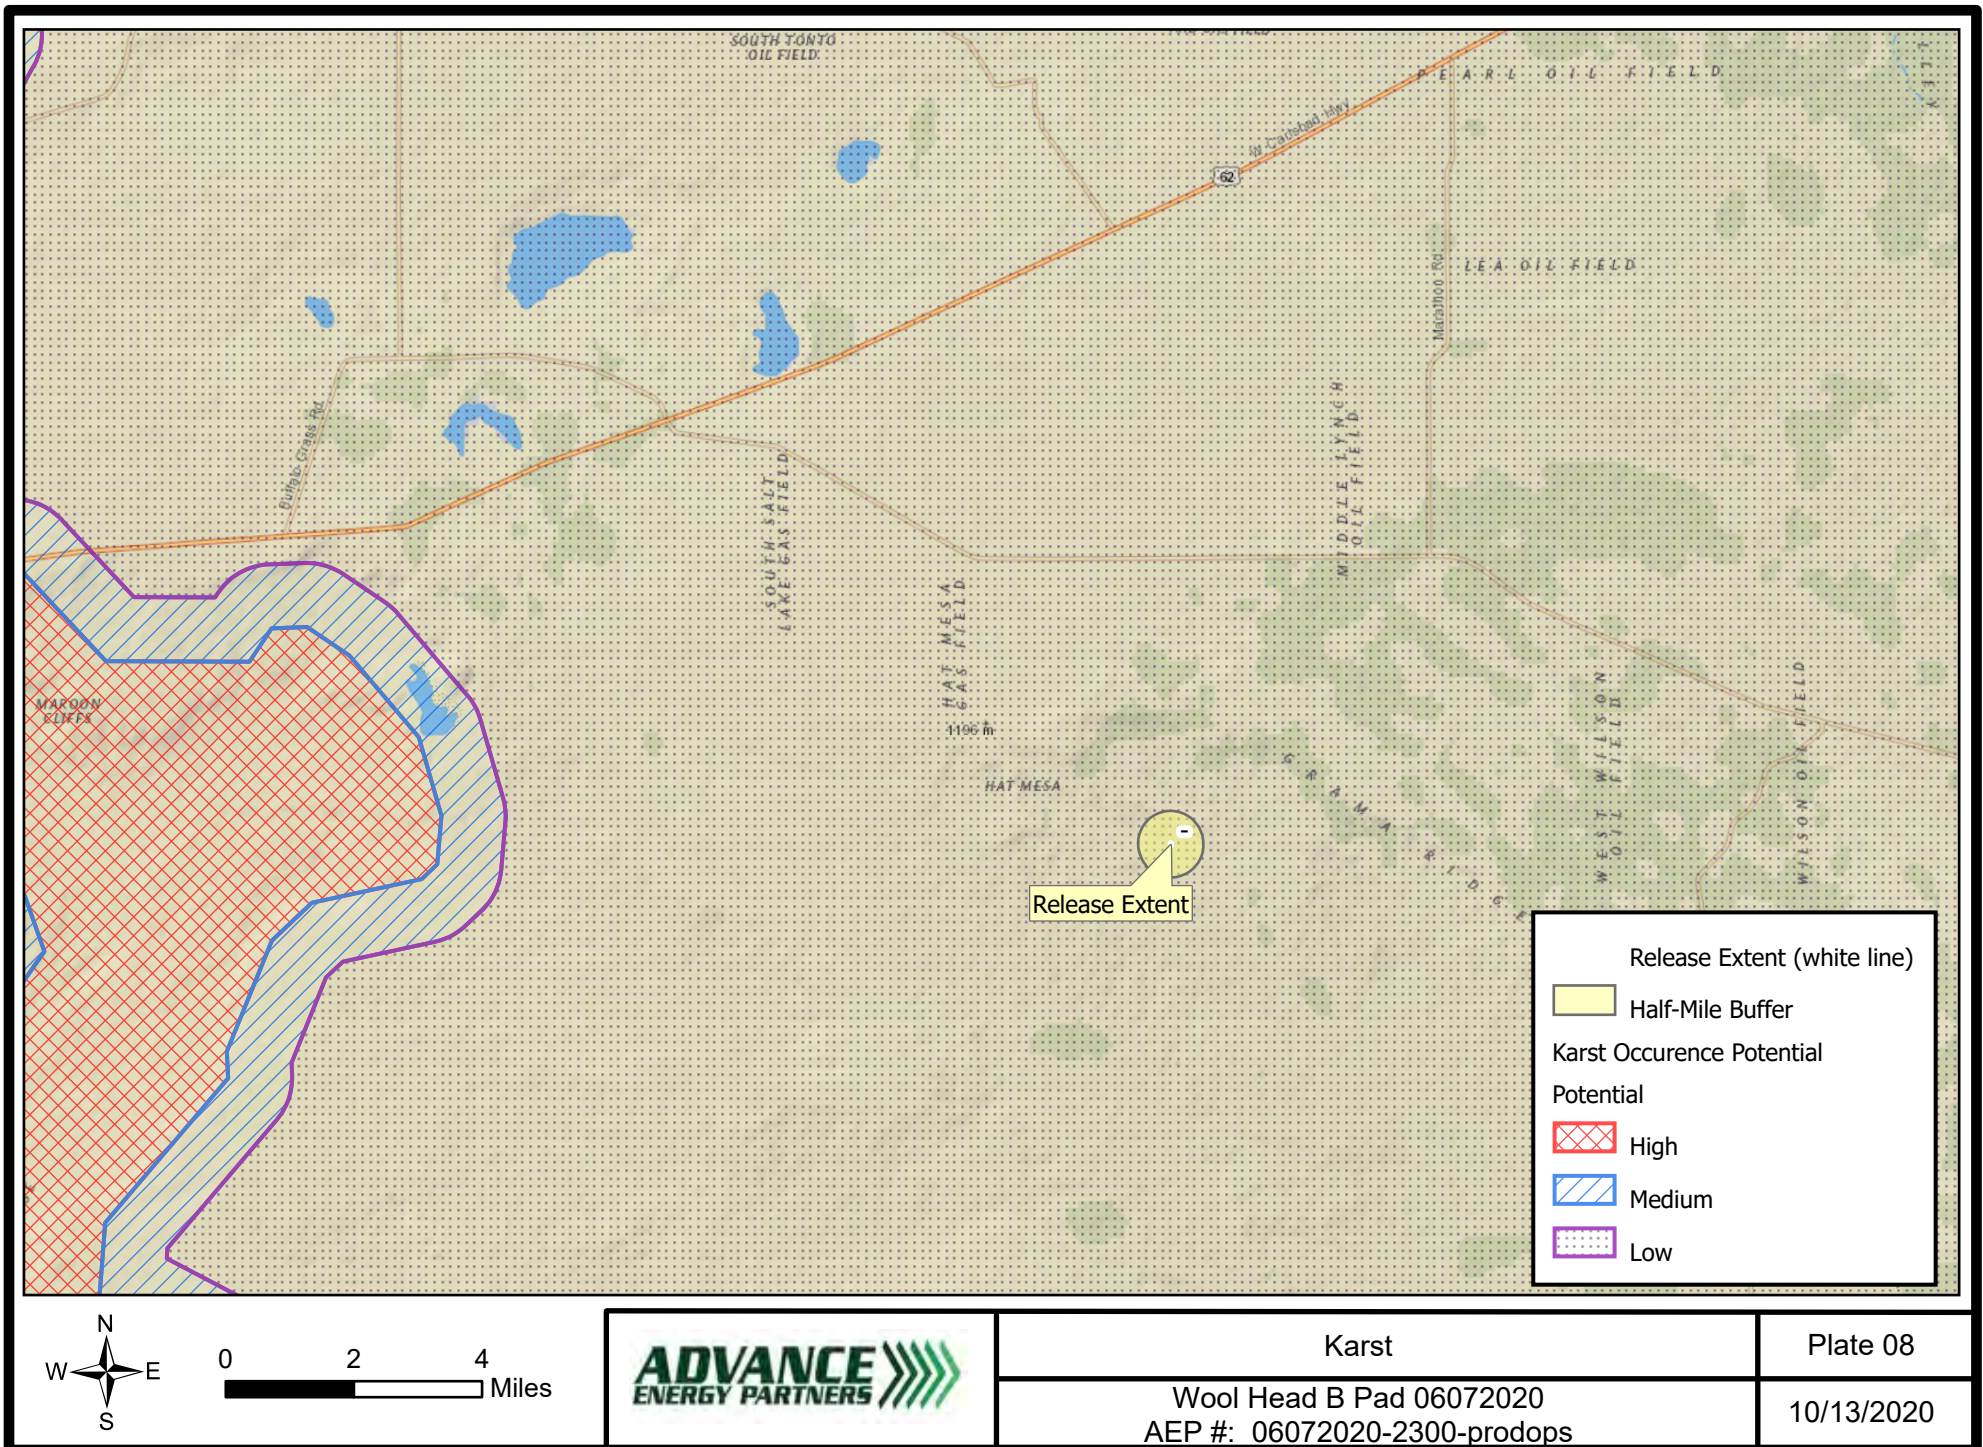 SOUTH TONTO
OIL FIELD
PEARL OIL FIELD
W Carlsbad Hwy
62
LEA OIL FIELD
Marathon Rd
Buffalo Grass Rd
SOUTH SALT
LAKE GAS FIELD
MIDDLE LYNCH
OIL FIELD
HAT MESA
GAS FIELD
MAROON
CLIFFS
1196 m
HAT MESA
GRAMA RIDGE
WEST WILSON
OIL FIELD
WILSON OIL FIELD
Release Extent
Release Extent (white line)
Half-Mile Buffer
Karst Occurence Potential
Potential
High
Medium
Low
N
W
E
S
0
2
4
Miles
ADVANCE
ENERGY PARTNERS
Karst
Plate 08
Wool Head B Pad 06072020
AEP #: 06072020-2300-prodops
10/13/2020